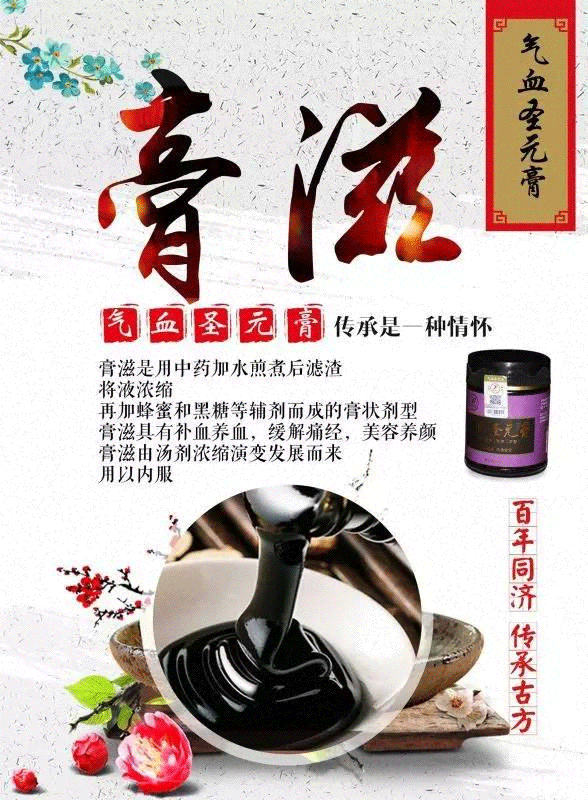 气血圣元膏
膏滋
气血圣元膏 传承是一种情怀
膏滋是用中药加水煎煮后滤渣
将液浓缩
再加蜂蜜和黑糖等辅剂而成的膏状剂型
膏滋具有补血养血，缓解痛经，美容养颜
膏滋由汤剂浓缩演变发展而来
用以内服
圣元膏
百年同济 传承古方